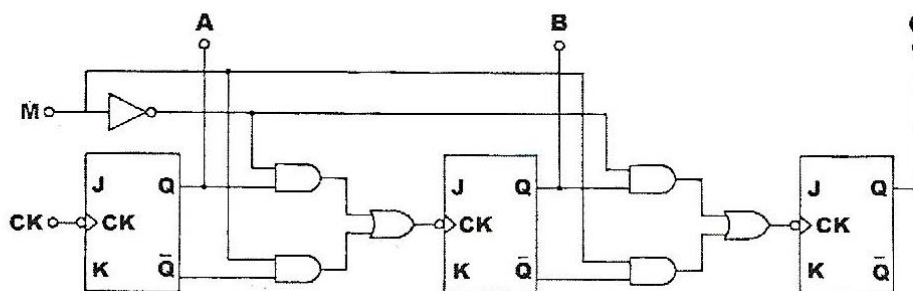 A B
M
J Q J Q J Q
CK CK CK CK
K Q̄ K Q̄ K Q̄